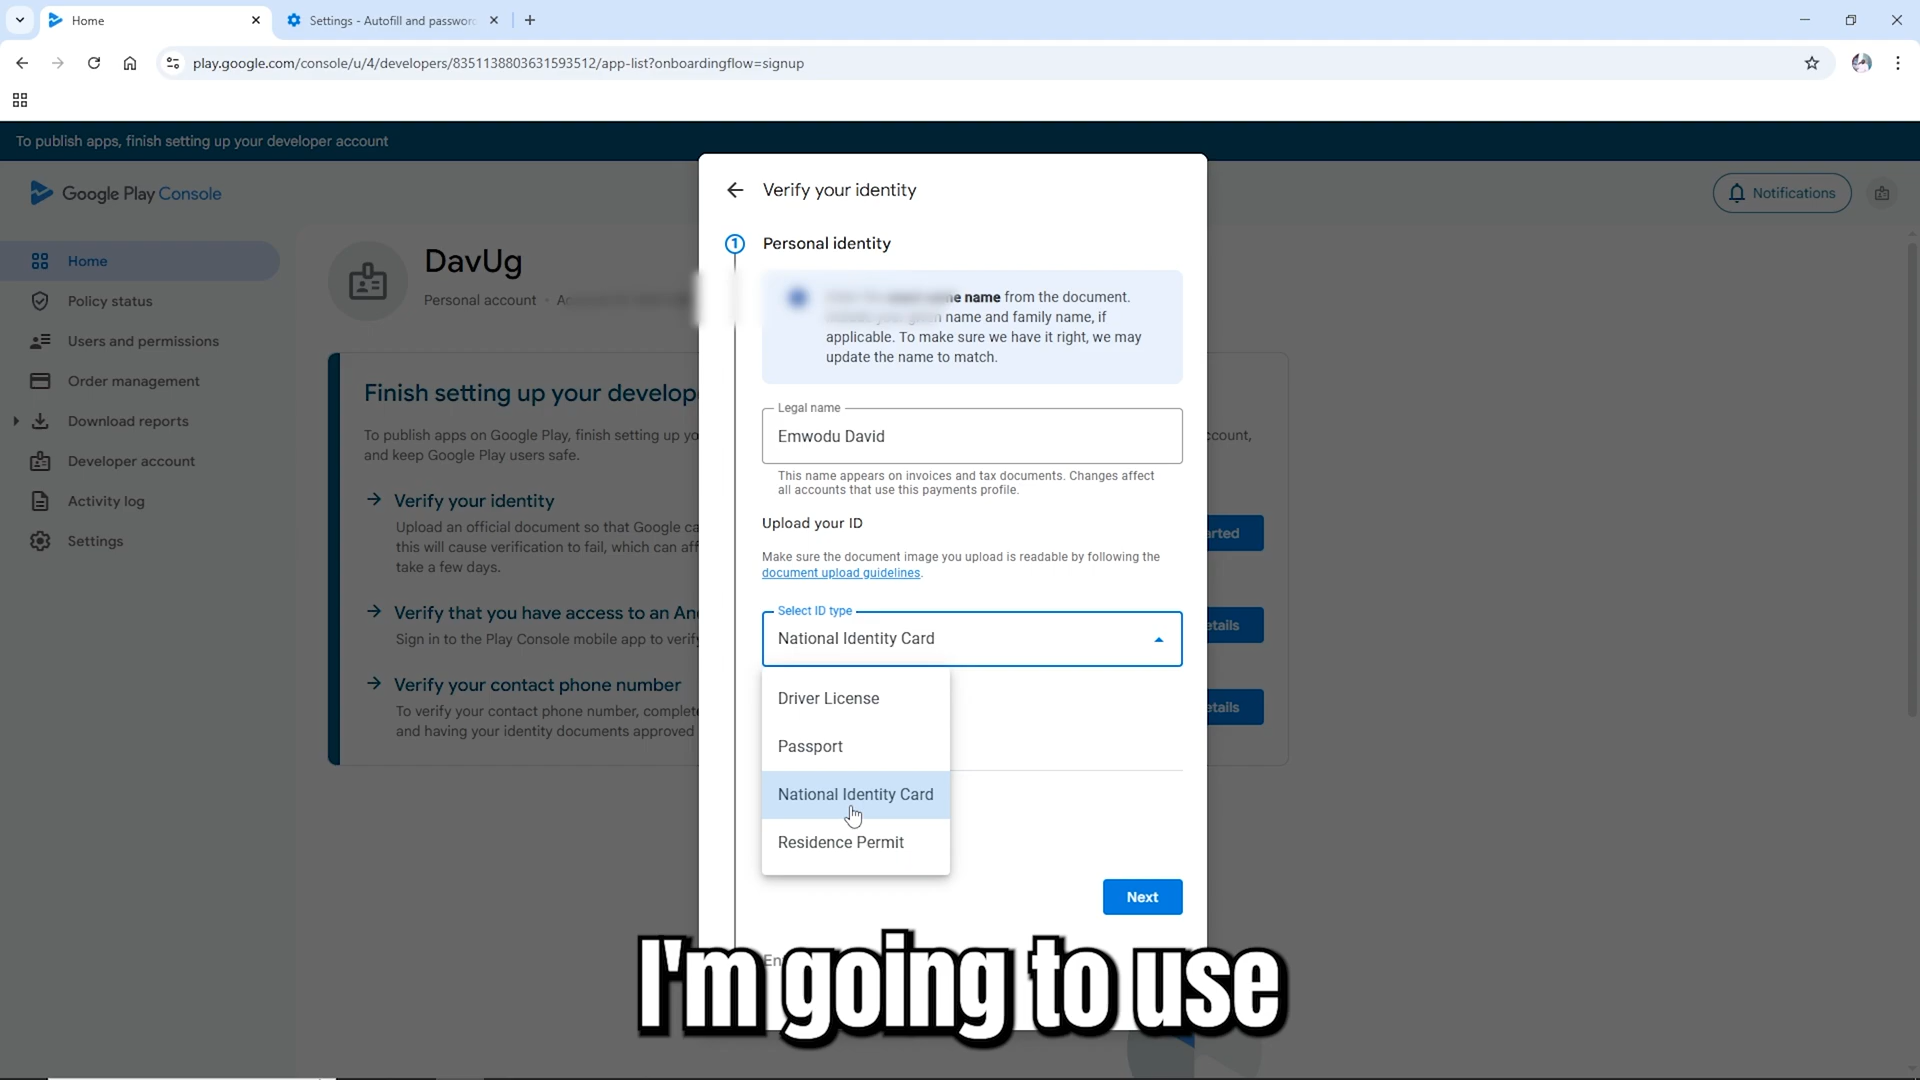 Home
Settings - Autofill and passwor
play.google.com/console/u/4/developers/8351138803631593512/app-list?onboardingflow=signup
To publish apps, finish setting up your developer account
Google Play Console
Notifications
Home
Policy status
Users and permissions
Order management
Download reports
Developer account
Activity log
Settings
DavUg
Personal account
Finish setting up your develop
To publish apps on Google Play, finish setting up yo
ccount,
and keep Google Play users safe.
Verify your identity
Upload an official document so that Google ca
this will cause verification to fail, which can aff
take a few days.
rted
Verify that you have access to an An
Sign in to the Play Console mobile app to verify
etails
Verify your contact phone number
To verify your contact phone number, complete
and having your identity documents approved
etails
Verify your identity
1
Personal identity
e name from the document.
name and family name, if
applicable. To make sure we have it right, we may
update the name to match.
Legal name
Emwodu David
This name appears on invoices and tax documents. Changes affect
all accounts that use this payments profile.
Upload your ID
Make sure the document image you upload is readable by following the
document upload guidelines.
Select ID type
National Identity Card
Driver License
Passport
National Identity Card
Residence Permit
Next
En
I'm going to use